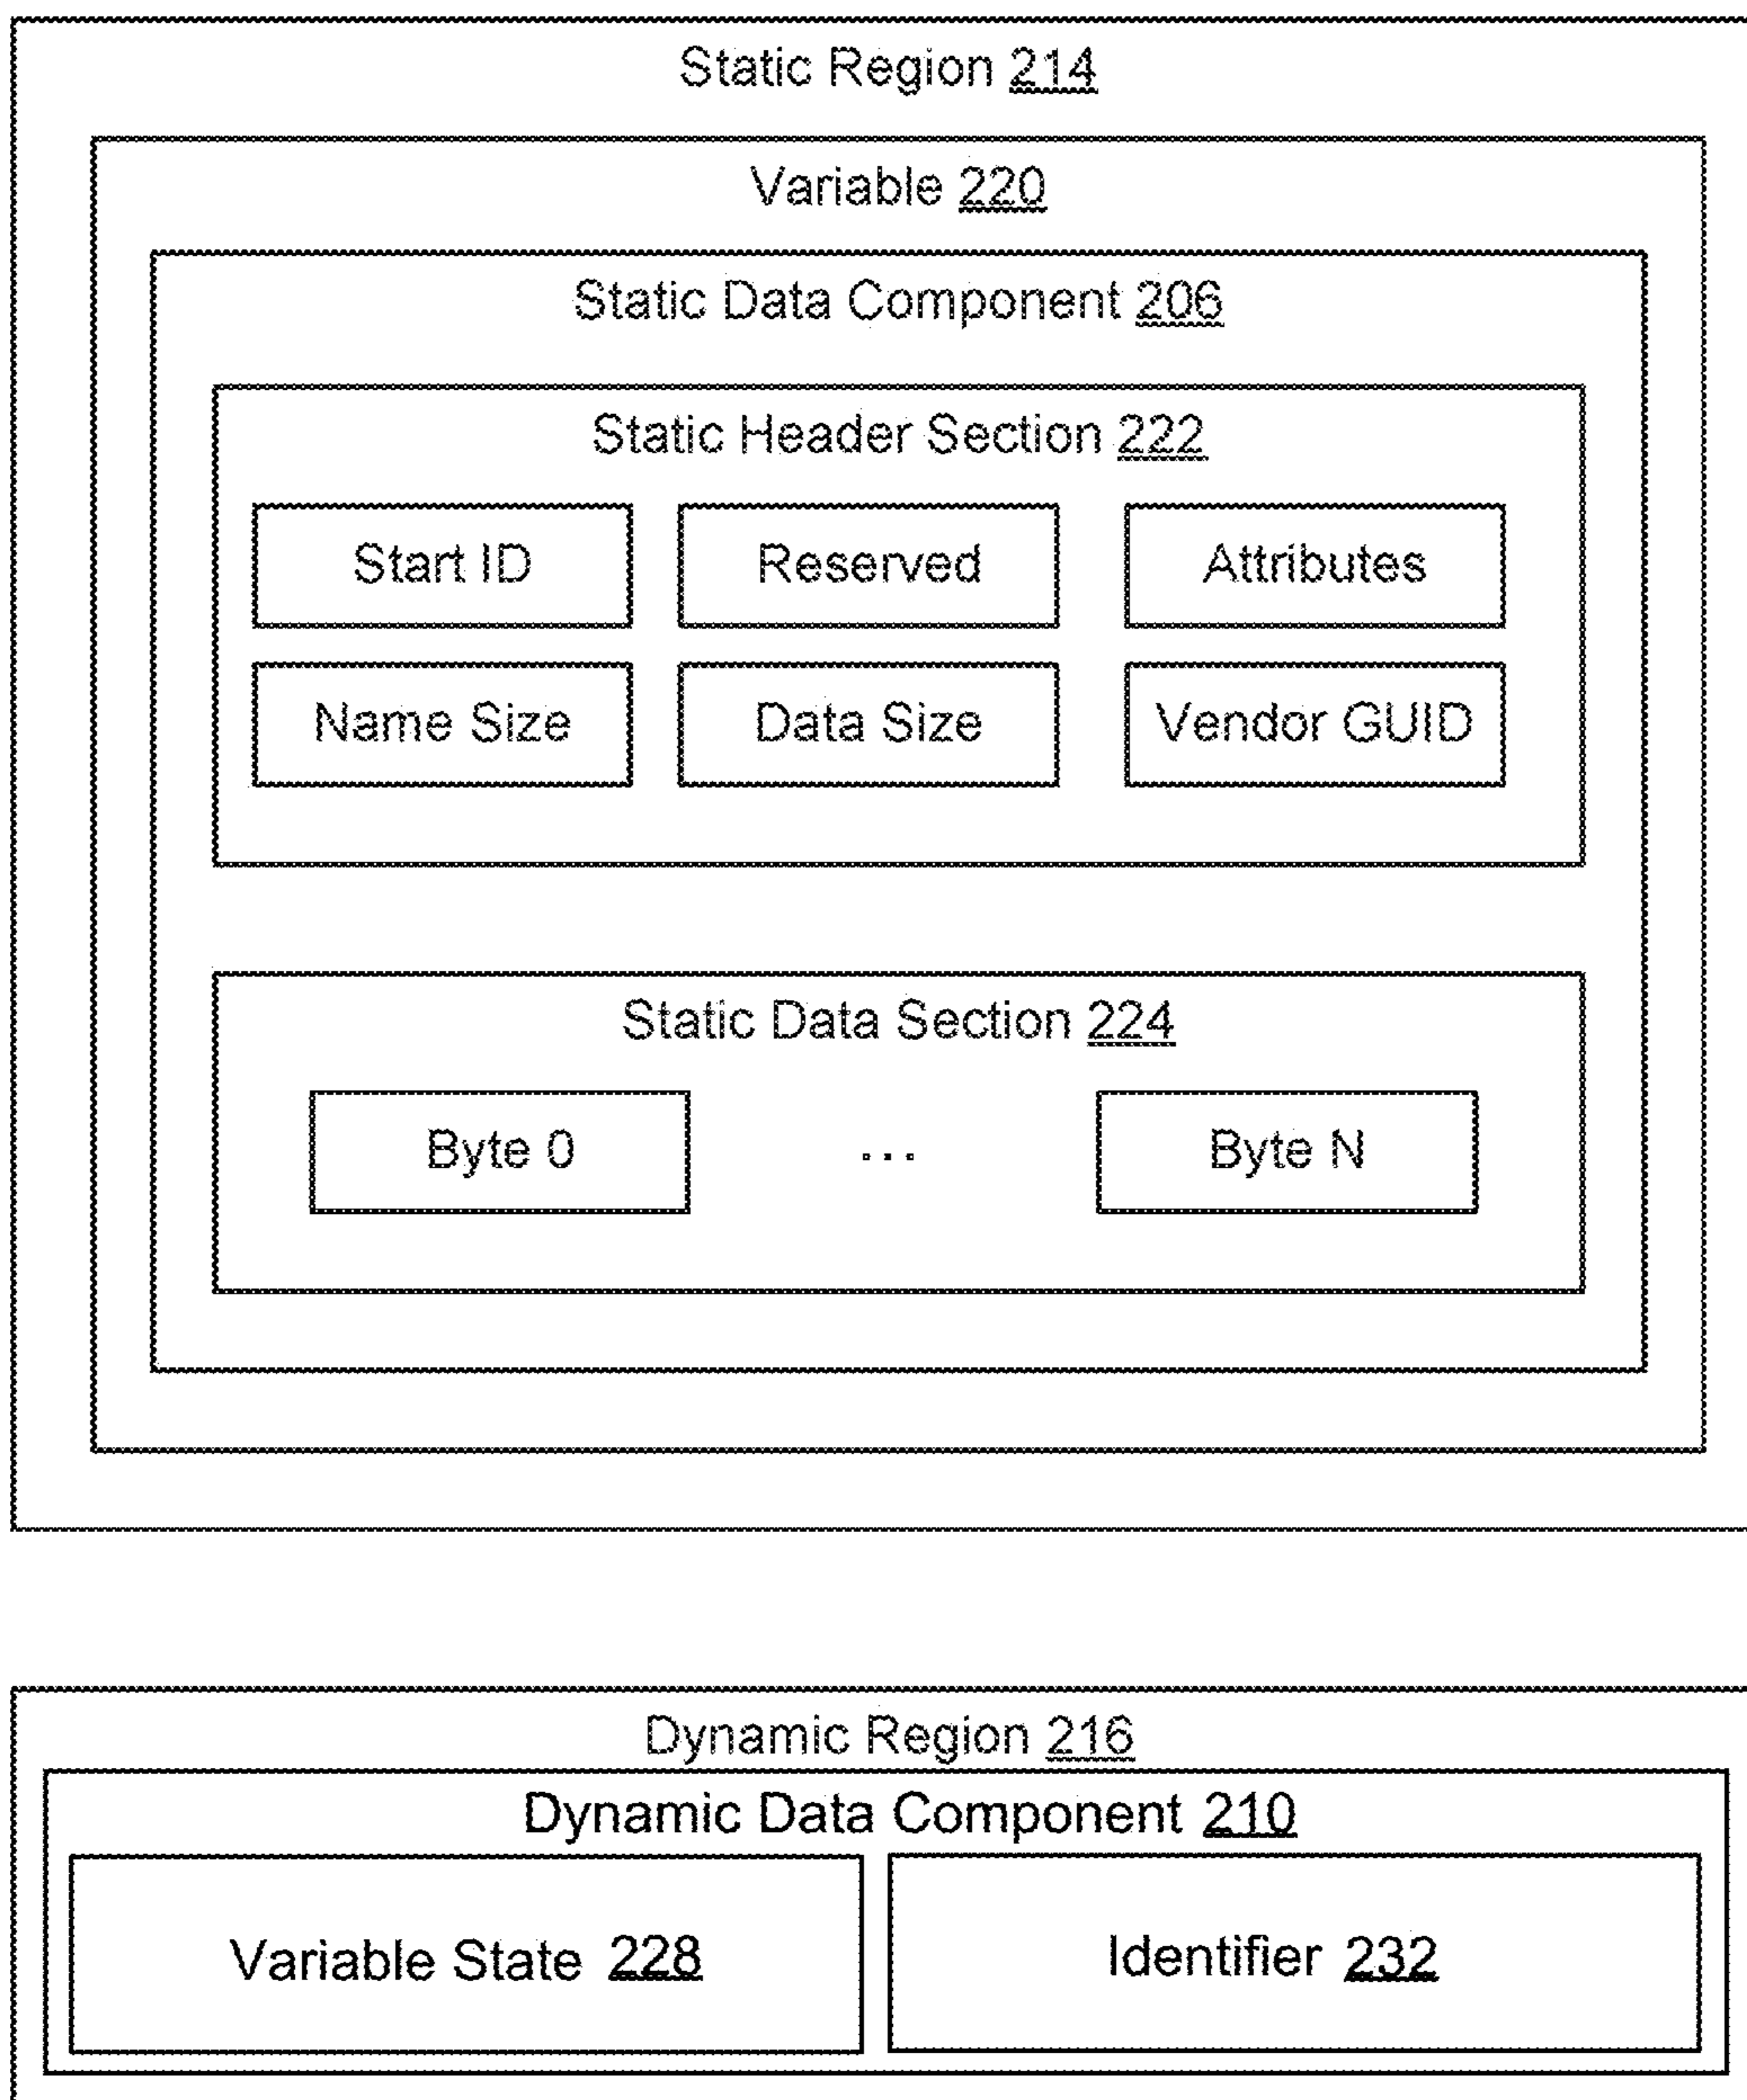 Static Region 214
Variable 220
Static Data Component 206
Static Header Section 222
Start ID Reserved Attributes
Name Size Data Size Vendor GUID
Static Data Section 224
Byte 0 ... Byte N
Dynamic Region 216
Dynamic Data Component 210
Variable State 228 Identifier 232